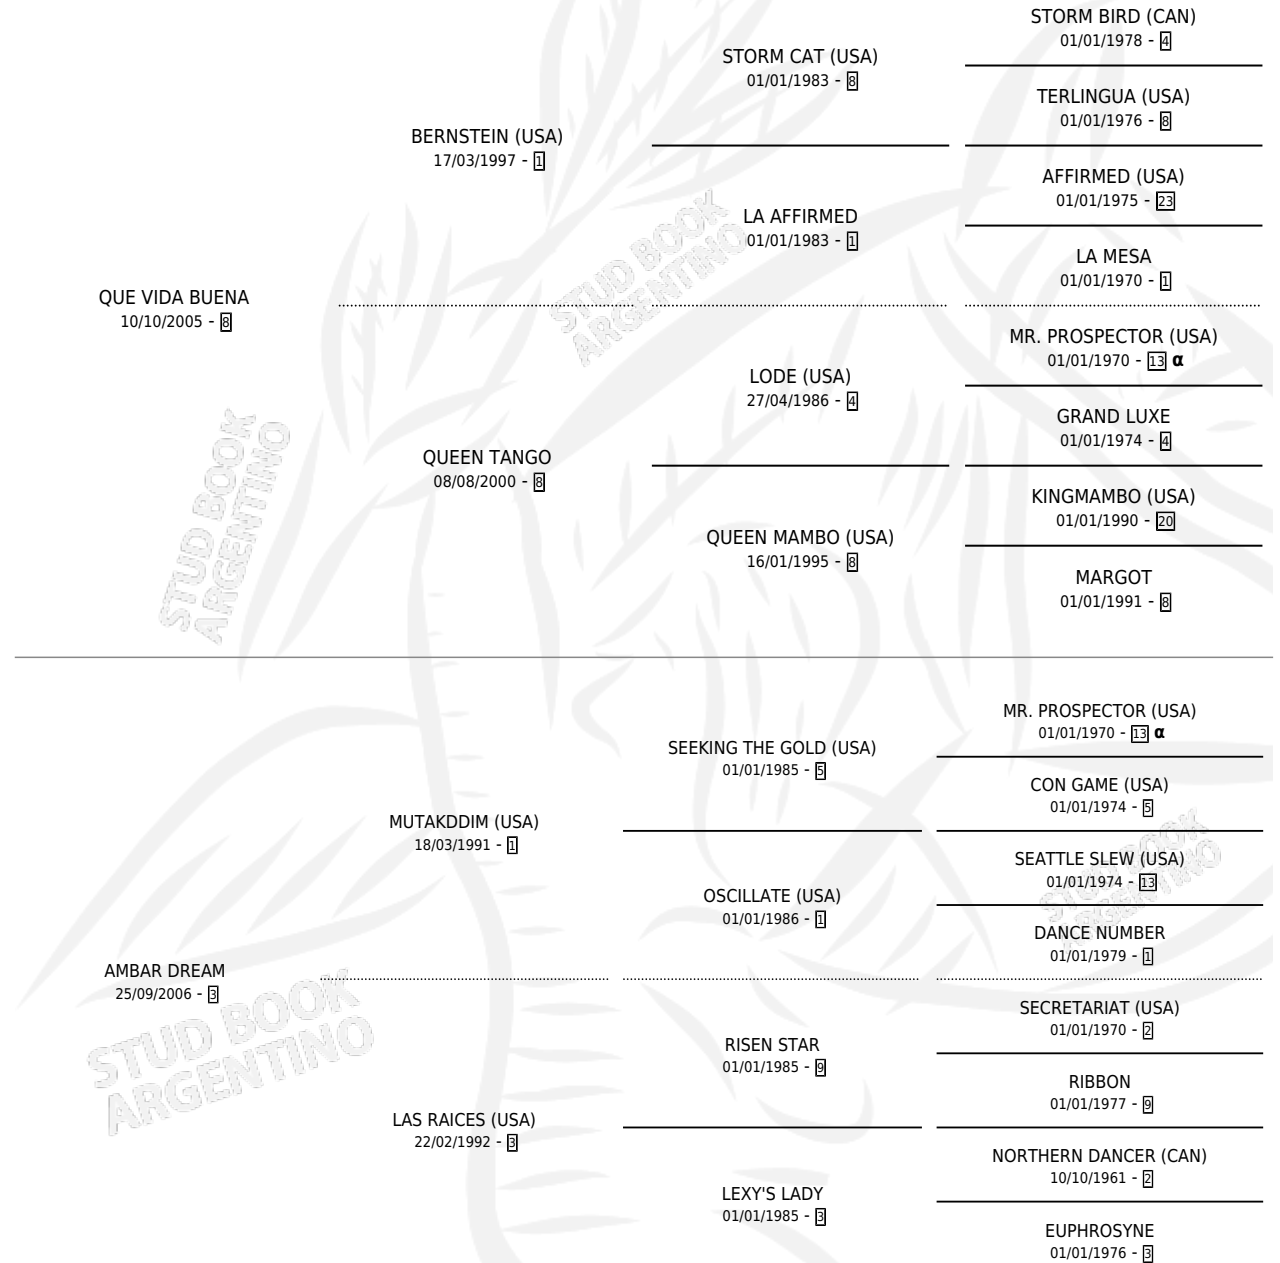 STORM BIRD (CAN)
01/01/1978 - 4
STORM CAT (USA)
01/01/1983 - 8
TERLINGUA (USA)
01/01/1976 - 8
BERNSTEIN (USA)
17/03/1997 - 1
AFFIRMED (USA)
01/01/1975 - 23
LA AFFIRMED
01/01/1983 - 1
LA MESA
01/01/1970 - 1
QUE VIDA BUENA
10/10/2005 - 8
MR. PROSPECTOR (USA)
01/01/1970 - 13 α
LODE (USA)
27/04/1986 - 4
GRAND LUXE
01/01/1974 - 4
QUEEN TANGO
08/08/2000 - 8
KINGMAMBO (USA)
01/01/1990 - 20
QUEEN MAMBO (USA)
16/01/1995 - 8
MARGOT
01/01/1991 - 8
MR. PROSPECTOR (USA)
01/01/1970 - 13 α
SEEKING THE GOLD (USA)
01/01/1985 - 5
CON GAME (USA)
01/01/1974 - 5
MUTAKDDIM (USA)
18/03/1991 - 1
SEATTLE SLEW (USA)
01/01/1974 - 13
OSCILLATE (USA)
01/01/1986 - 1
DANCE NUMBER
01/01/1979 - 1
AMBAR DREAM
25/09/2006 - 3
SECRETARIAT (USA)
01/01/1970 - 2
RISEN STAR
01/01/1985 - 9
RIBBON
01/01/1977 - 9
LAS RAICES (USA)
22/02/1992 - 3
NORTHERN DANCER (CAN)
10/10/1961 - 2
LEXY'S LADY
01/01/1985 - 3
EUPHROSYNE
01/01/1976 - 3
STUD BOOK
ARGENTINO
STUD BOOK
ARGENTINO
STUD BOOK
ARGENTINO
STUD BOOK
ARGENTINO